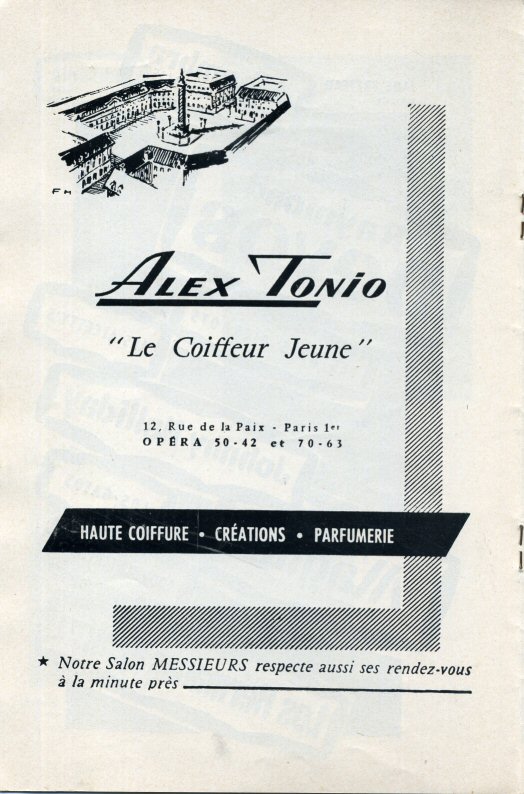 FH
ALEX TONIO
"Le Coiffeur Jeune"
12, Rue de la Paix - Paris 1er
OPÉRA 50-42 et 70-63
HAUTE COIFFURE • CRÉATIONS • PARFUMERIE
★ Notre Salon MESSIEURS respecte aussi ses rendez-vous
à la minute près